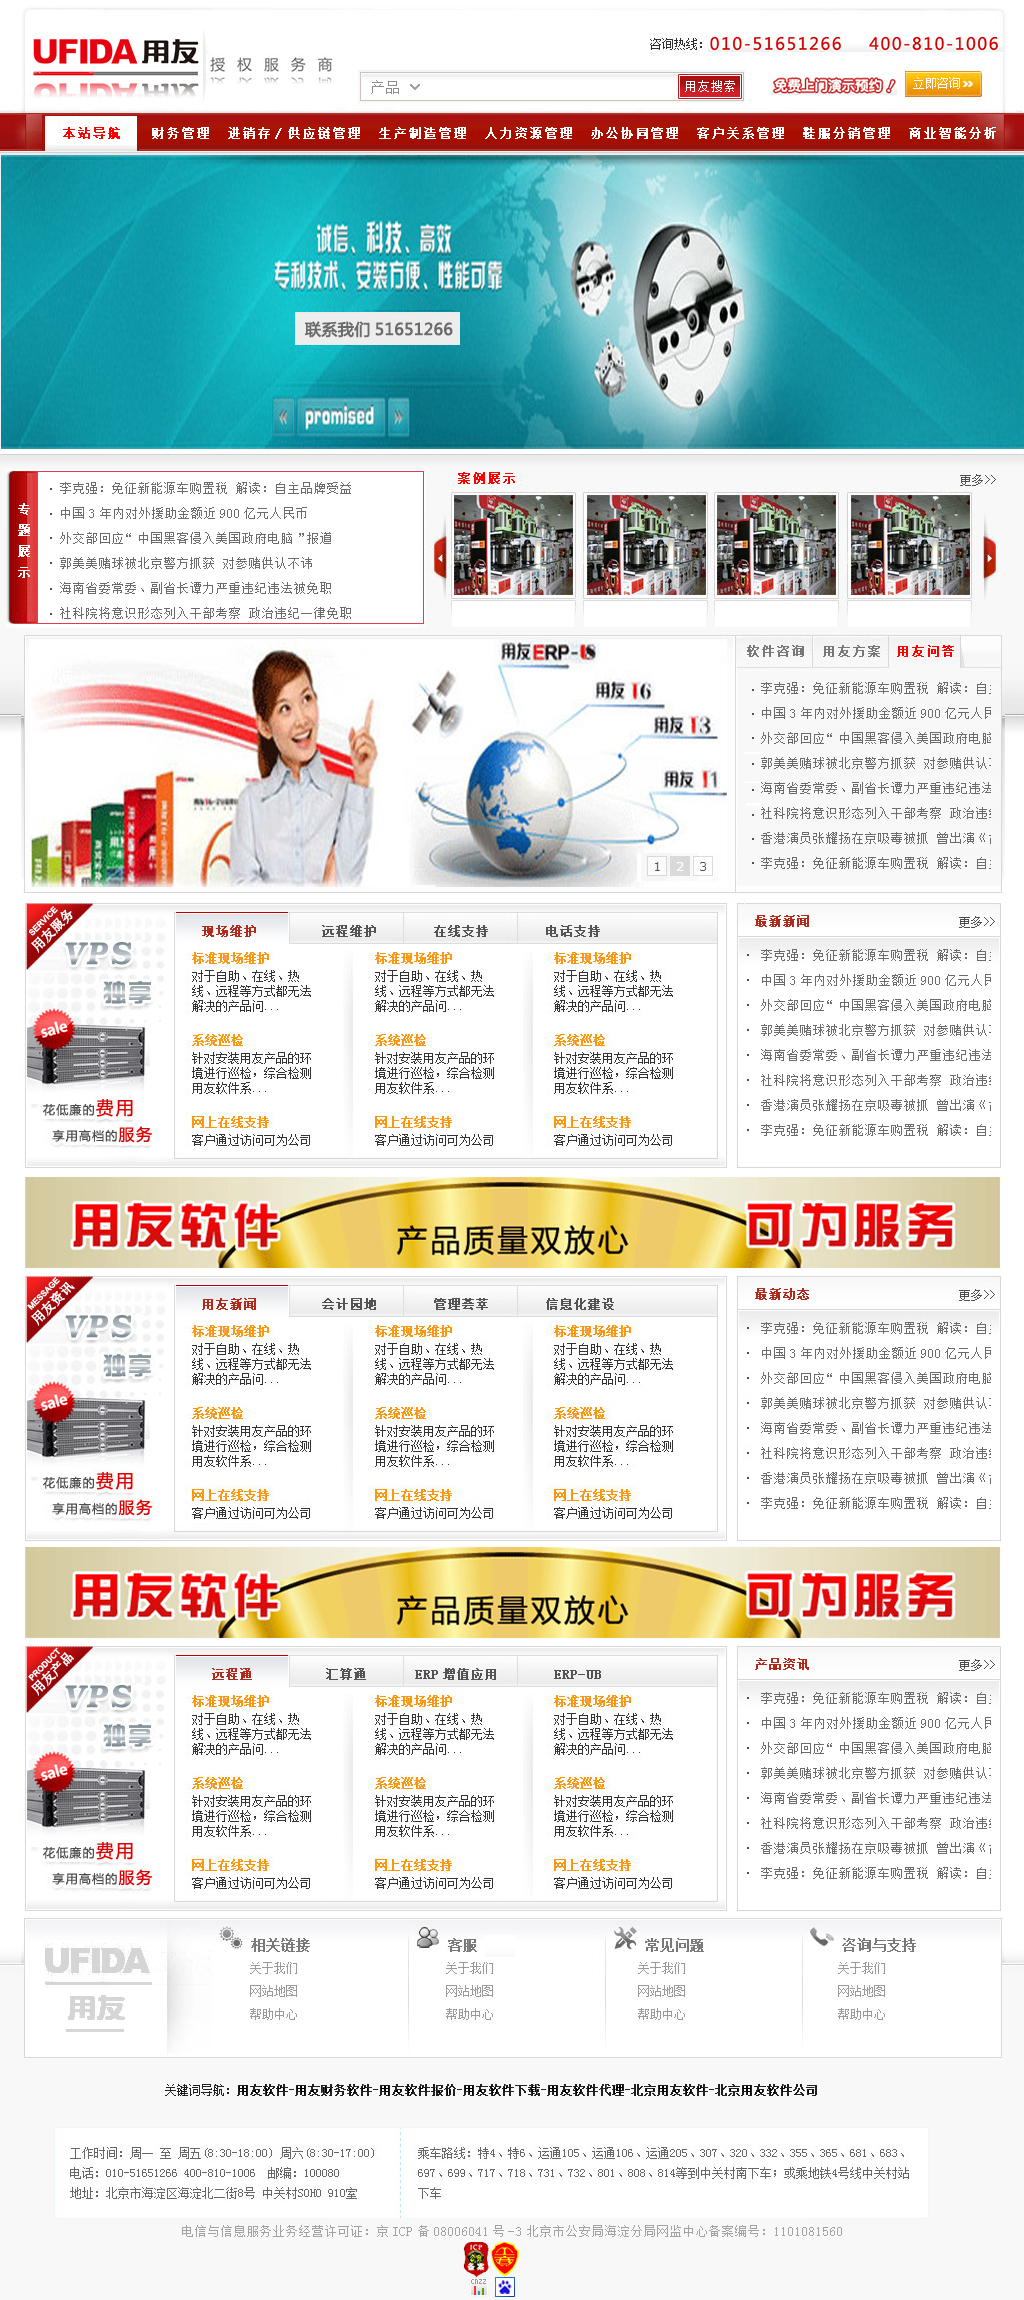 UFIDA 用友
授 权 服 务 商
咨询热线：010-51651266 400-810-1006
产品
用友搜索
免费上门演示预约！
立即咨询
本站导航 财务管理 进销存/供应链管理 生产制造管理 人力资源管理 办公协同管理 客户关系管理 鞋服分销管理 商业智能分析
诚信、科技、高效
专利技术、安装方便、性能可靠
联系我们 51651266
« promised »
专题展示
· 李克强：免征新能源车购置税 解读：自主品牌受益
· 中国 3 年内对外援助金额近 900 亿元人民币
· 外交部回应“ 中国黑客侵入美国政府电脑 ”报道
· 郭美美赌球被北京警方抓获 对参赌供认不讳
· 海南省委常委、副省长谭力严重违纪违法被免职
· 社科院将意识形态列入干部考察 政治违纪一律免职
案例展示
更多>>
用友ERP-U8
用友 T6
用友 T3
用友 T1
1 2 3
软件咨询 用友方案 用友问答
· 李克强：免征新能源车购置税 解读：自主
· 中国 3 年内对外援助金额近 900 亿元人民
· 外交部回应“ 中国黑客侵入美国政府电脑
· 郭美美赌球被北京警方抓获 对参赌供认不
· 海南省委常委、副省长谭力严重违纪违法
· 社科院将意识形态列入干部考察 政治违纪
· 香港演员张耀扬在京吸毒被抓 曾出演《
· 李克强：免征新能源车购置税 解读：自主
SERVICE
用友服务
VPS
独享
sale
花低廉的费用
享用高档的服务
现场维护 远程维护 在线支持 电话支持
标准现场维护 标准现场维护 标准现场维护
对于自助、在线、热 对于自助、在线、热 对于自助、在线、热
线、远程等方式都无法 线、远程等方式都无法 线、远程等方式都无法
解决的产品问... 解决的产品问... 解决的产品问...
系统巡检 系统巡检 系统巡检
针对安装用友产品的环 针对安装用友产品的环 针对安装用友产品的环
境进行巡检，综合检测 境进行巡检，综合检测 境进行巡检，综合检测
用友软件系... 用友软件系... 用友软件系...
网上在线支持 网上在线支持 网上在线支持
客户通过访问可为公司 客户通过访问可为公司 客户通过访问可为公司
最新新闻 更多>>
· 李克强：免征新能源车购置税 解读：自主
· 中国 3 年内对外援助金额近 900 亿元人民
· 外交部回应“ 中国黑客侵入美国政府电脑
· 郭美美赌球被北京警方抓获 对参赌供认不
· 海南省委常委、副省长谭力严重违纪违法
· 社科院将意识形态列入干部考察 政治违纪
· 香港演员张耀扬在京吸毒被抓 曾出演《
· 李克强：免征新能源车购置税 解读：自主
用友软件 产品质量双放心 可为服务
MESSAGE
用友资讯
VPS
独享
sale
花低廉的费用
享用高档的服务
用友新闻 会计园地 管理荟萃 信息化建设
标准现场维护 标准现场维护 标准现场维护
对于自助、在线、热 对于自助、在线、热 对于自助、在线、热
线、远程等方式都无法 线、远程等方式都无法 线、远程等方式都无法
解决的产品问... 解决的产品问... 解决的产品问...
系统巡检 系统巡检 系统巡检
针对安装用友产品的环 针对安装用友产品的环 针对安装用友产品的环
境进行巡检，综合检测 境进行巡检，综合检测 境进行巡检，综合检测
用友软件系... 用友软件系... 用友软件系...
网上在线支持 网上在线支持 网上在线支持
客户通过访问可为公司 客户通过访问可为公司 客户通过访问可为公司
最新动态 更多>>
· 李克强：免征新能源车购置税 解读：自主
· 中国 3 年内对外援助金额近 900 亿元人民
· 外交部回应“ 中国黑客侵入美国政府电脑
· 郭美美赌球被北京警方抓获 对参赌供认不
· 海南省委常委、副省长谭力严重违纪违法
· 社科院将意识形态列入干部考察 政治违纪
· 香港演员张耀扬在京吸毒被抓 曾出演《
· 李克强：免征新能源车购置税 解读：自主
用友软件 产品质量双放心 可为服务
PRODUCT
用友产品
VPS
独享
sale
花低廉的费用
享用高档的服务
远程通 汇算通 ERP 增值应用 ERP-UB
标准现场维护 标准现场维护 标准现场维护
对于自助、在线、热 对于自助、在线、热 对于自助、在线、热
线、远程等方式都无法 线、远程等方式都无法 线、远程等方式都无法
解决的产品问... 解决的产品问... 解决的产品问...
系统巡检 系统巡检 系统巡检
针对安装用友产品的环 针对安装用友产品的环 针对安装用友产品的环
境进行巡检，综合检测 境进行巡检，综合检测 境进行巡检，综合检测
用友软件系... 用友软件系... 用友软件系...
网上在线支持 网上在线支持 网上在线支持
客户通过访问可为公司 客户通过访问可为公司 客户通过访问可为公司
产品资讯 更多>>
· 李克强：免征新能源车购置税 解读：自主
· 中国 3 年内对外援助金额近 900 亿元人民
· 外交部回应“ 中国黑客侵入美国政府电脑
· 郭美美赌球被北京警方抓获 对参赌供认不
· 海南省委常委、副省长谭力严重违纪违法
· 社科院将意识形态列入干部考察 政治违纪
· 香港演员张耀扬在京吸毒被抓 曾出演《
· 李克强：免征新能源车购置税 解读：自主
UFIDA
用友
相关链接 客服 常见问题 咨询与支持
关于我们 关于我们 关于我们 关于我们
网站地图 网站地图 网站地图 网站地图
帮助中心 帮助中心 帮助中心 帮助中心
关键词导航：用友软件-用友财务软件-用友软件报价-用友软件下载-用友软件代理-北京用友软件-北京用友软件公司
工作时间：周一 至 周五(8:30-18:00) 周六(8:30-17:00)
电话：010-51651266 400-810-1006 邮编：100080
地址：北京市海淀区海淀北二街8号 中关村SOHO 910室
乘车路线：特4、特6、运通105、运通106、运通205、307、320、332、355、365、681、683、
697、699、717、718、731、732、801、808、814等到中关村南下车；或乘地铁4号线中关村站
下车
电信与信息服务业务经营许可证：京 ICP 备 08006041 号 -3 北京市公安局海淀分局网监中心备案编号：1101081560
ICP
CNZZ